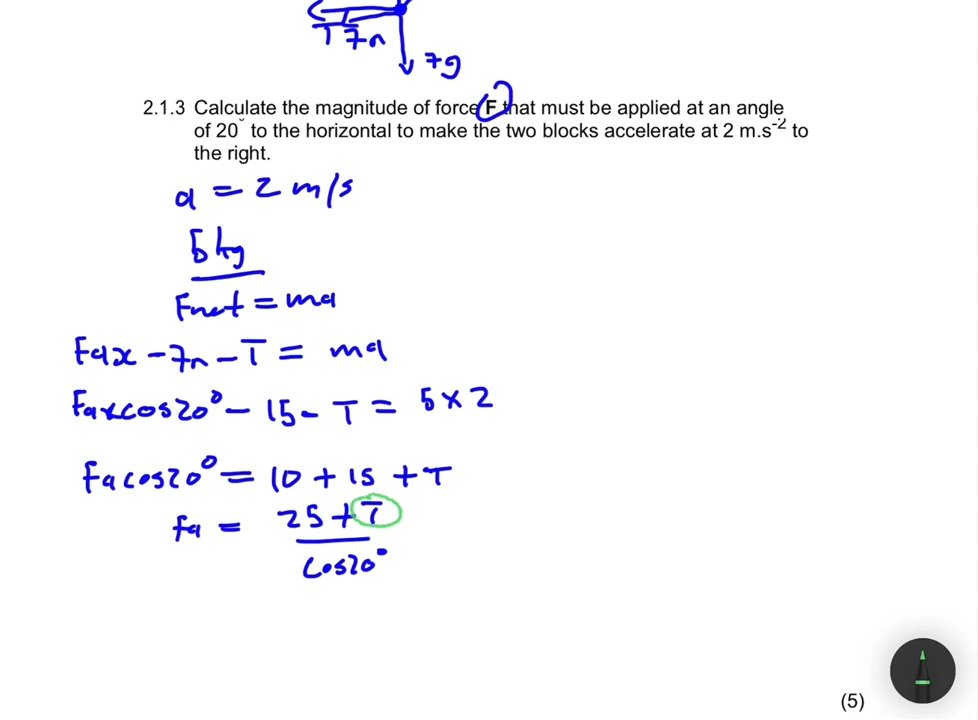 T 7n
7g
2.1.3 Calculate the magnitude of force F that must be applied at an angle
of 20° to the horizontal to make the two blocks accelerate at 2 m.s⁻² to
the right.
a = 2 m/s
5kg
Fnet = ma
Fax - 7n - T = ma
Faxcos20° - 15 - T = 5 x 2
Facos20° = 10 + 15 + T
fa = 25 + T
cos20°
(5)